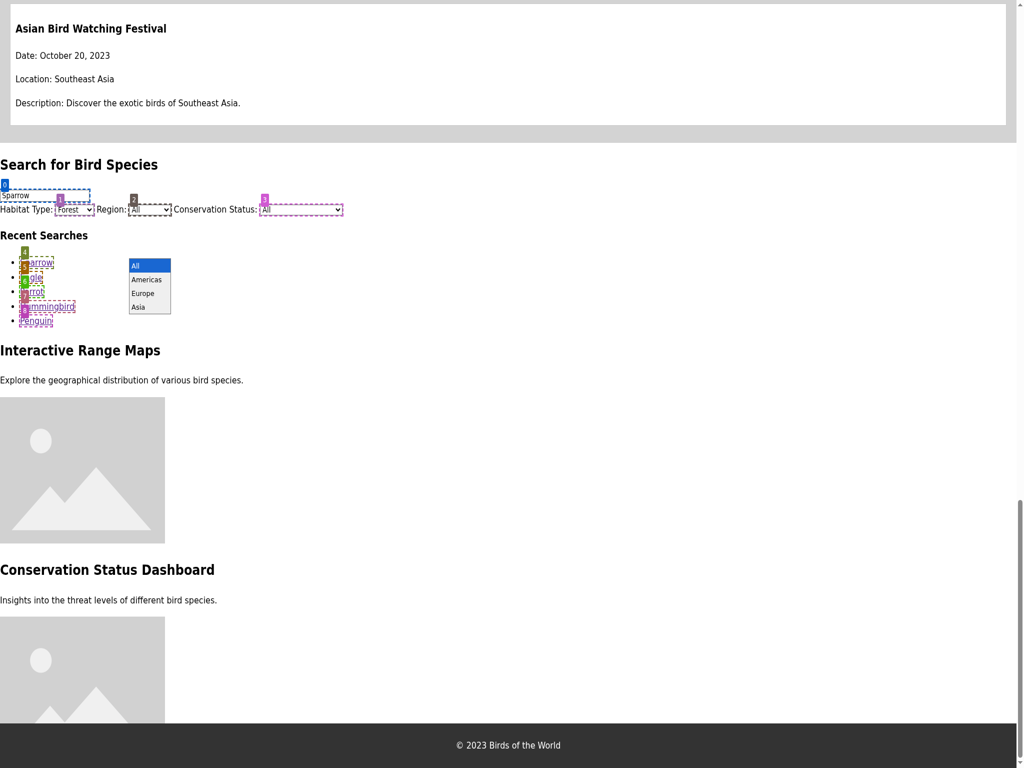 Asian Bird Watching Festival
Date: October 20, 2023
Location: Southeast Asia
Description: Discover the exotic birds of Southeast Asia.
Search for Bird Species
0
Sparrow
1
2
3
Habitat Type: Forest Region: All Conservation Status: All
Recent Searches
4
5
6
7
8
Hummingbird
Penguin
All
Americas
Europe
Asia
Interactive Range Maps
Explore the geographical distribution of various bird species.
Conservation Status Dashboard
Insights into the threat levels of different bird species.
© 2023 Birds of the World